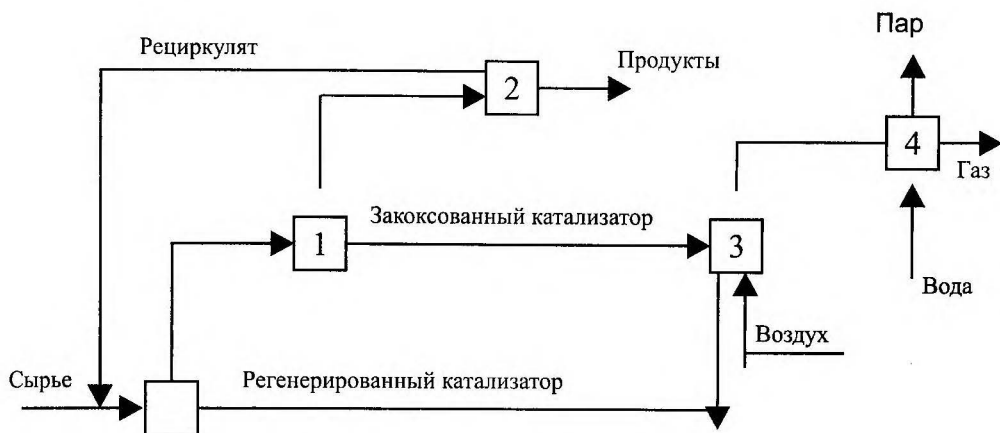 Пар
Рециркулят
Продукты
2
4
Газ
Закоксованный катализатор
1
3
Вода
Воздух
Сырье
Регенерированный катализатор